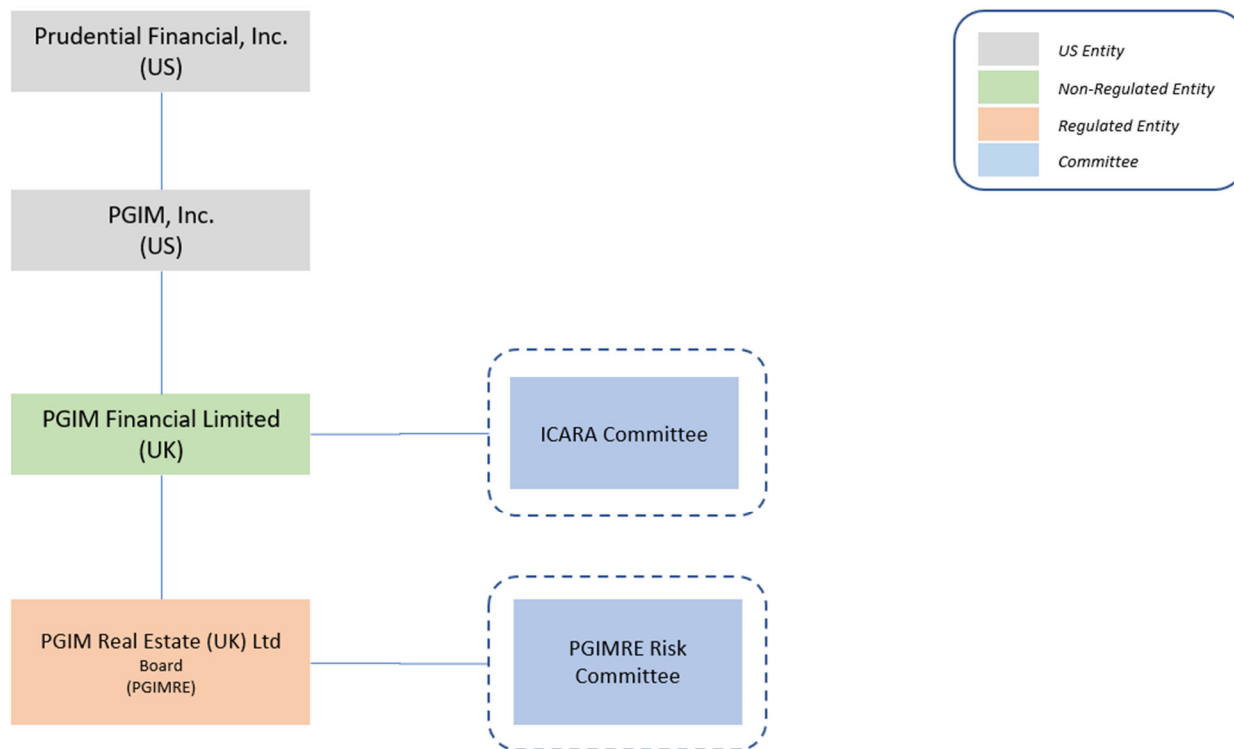 Prudential Financial, Inc.
(US)
US Entity
Non-Regulated Entity
Regulated Entity
Committee
PGIM, Inc.
(US)
PGIM Financial Limited
(UK)
ICARA Committee
PGIM Real Estate (UK) Ltd
Board
(PGIMRE)
PGIMRE Risk
Committee